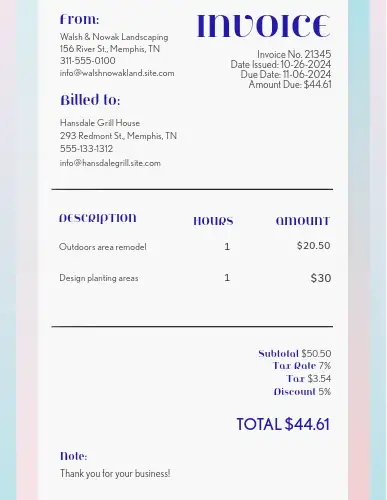 From:
Walsh & Nowak Landscaping
156 River St., Memphis, TN
311-555-0100
info@walshnowakland.site.com
INVOICE
Invoice No. 21345
Date Issued: 10-26-2024
Due Date: 11-06-2024
Amount Due: $44.61
Billed to:
Hansdale Grill House
293 Redmont St., Memphis, TN
555-133-1312
info@hansdalegrill.site.com
DESCRIPTION HOURS AMOUNT
Outdoors area remodel 1 $20.50
Design planting areas 1 $30
Subtotal $50.50
Tax Rate 7%
Tax $3.54
Discount 5%
TOTAL $44.61
Note:
Thank you for your business!